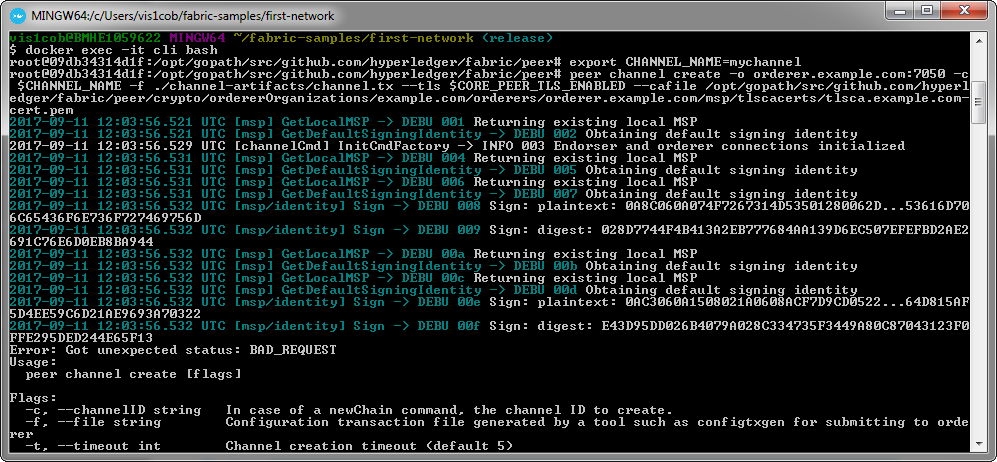 MINGW64:/c/Users/vis1cob/fabric-samples/first-network
vis1cob@BMHE1059622 MINGW64 ~/fabric-samples/first-network (release)
$ docker exec -it cli bash
root@09db34314d1f:/opt/gopath/src/github.com/hyperledger/fabric/peer# export CHANNEL_NAME=mychannel
root@09db34314d1f:/opt/gopath/src/github.com/hyperledger/fabric/peer# peer channel create -o orderer.example.com:7050 -c
$CHANNEL_NAME -f ./channel-artifacts/channel.tx --tls $CORE_PEER_TLS_ENABLED --cafile /opt/gopath/src/github.com/hyperl
edger/fabric/peer/crypto/ordererOrganizations/example.com/orderers/orderer.example.com/msp/tlscacerts/tlsca.example.com-
cert.pem
2017-09-11 12:03:56.521 UTC [msp] GetLocalMSP -> DEBU 001 Returning existing local MSP
2017-09-11 12:03:56.521 UTC [msp] GetDefaultSigningIdentity -> DEBU 002 Obtaining default signing identity
2017-09-11 12:03:56.529 UTC [channelCmd] InitCmdFactory -> INFO 003 Endorser and orderer connections initialized
2017-09-11 12:03:56.531 UTC [msp] GetLocalMSP -> DEBU 004 Returning existing local MSP
2017-09-11 12:03:56.531 UTC [msp] GetDefaultSigningIdentity -> DEBU 005 Obtaining default signing identity
2017-09-11 12:03:56.531 UTC [msp] GetLocalMSP -> DEBU 006 Returning existing local MSP
2017-09-11 12:03:56.531 UTC [msp] GetDefaultSigningIdentity -> DEBU 007 Obtaining default signing identity
2017-09-11 12:03:56.532 UTC [msp/identity] Sign -> DEBU 008 Sign: plaintext: 0A8C060A074F7267314D53501280062D...53616D70
6C65436F6E736F727469756D
2017-09-11 12:03:56.532 UTC [msp/identity] Sign -> DEBU 009 Sign: digest: 028D7744F4B413A2EB777684AA139D6EC507EFEFBD2AE2
691C76E6D0EB8BA944
2017-09-11 12:03:56.532 UTC [msp] GetLocalMSP -> DEBU 00a Returning existing local MSP
2017-09-11 12:03:56.532 UTC [msp] GetDefaultSigningIdentity -> DEBU 00b Obtaining default signing identity
2017-09-11 12:03:56.532 UTC [msp] GetLocalMSP -> DEBU 00c Returning existing local MSP
2017-09-11 12:03:56.532 UTC [msp] GetDefaultSigningIdentity -> DEBU 00d Obtaining default signing identity
2017-09-11 12:03:56.532 UTC [msp/identity] Sign -> DEBU 00e Sign: plaintext: 0AC3060A1508021A0608ACF7D9CD0522...64D815AF
5D4EE59C6D21AE9693A70322
2017-09-11 12:03:56.532 UTC [msp/identity] Sign -> DEBU 00f Sign: digest: E43D95DD026B4079A028C334735F3449A80C87043123F0
FFE295DED244E65F13
Error: Got unexpected status: BAD_REQUEST
Usage:
  peer channel create [flags]

Flags:
  -c, --channelID string   In case of a newChain command, the channel ID to create.
  -f, --file string        Configuration transaction file generated by a tool such as configtxgen for submitting to orde
rer
  -t, --timeout int        Channel creation timeout (default 5)